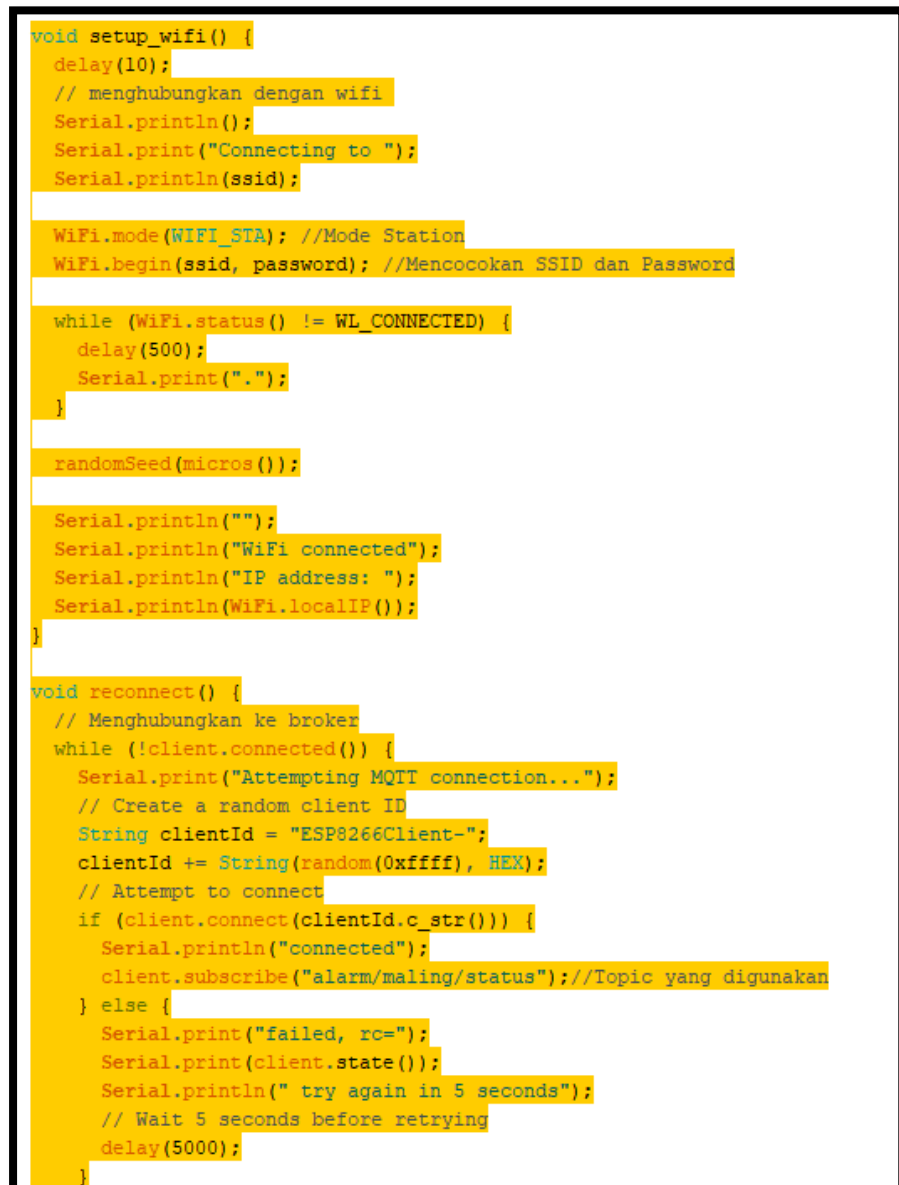 void setup_wifi() {
  delay(10);
  // menghubungkan dengan wifi
  Serial.println();
  Serial.print("Connecting to ");
  Serial.println(ssid);

  WiFi.mode(WIFI_STA); //Mode Station
  WiFi.begin(ssid, password); //Mencocokan SSID dan Password

  while (WiFi.status() != WL_CONNECTED) {
    delay(500);
    Serial.print(".");
  }

  randomSeed(micros());

  Serial.println("");
  Serial.println("WiFi connected");
  Serial.println("IP address: ");
  Serial.println(WiFi.localIP());
}

void reconnect() {
  // Menghubungkan ke broker
  while (!client.connected()) {
    Serial.print("Attempting MQTT connection...");
    // Create a random client ID
    String clientId = "ESP8266Client-";
    clientId += String(random(0xffff), HEX);
    // Attempt to connect
    if (client.connect(clientId.c_str())) {
      Serial.println("connected");
      client.subscribe("alarm/maling/status");//Topic yang digunakan
    } else {
      Serial.print("failed, rc=");
      Serial.print(client.state());
      Serial.println(" try again in 5 seconds");
      // Wait 5 seconds before retrying
      delay(5000);
    }